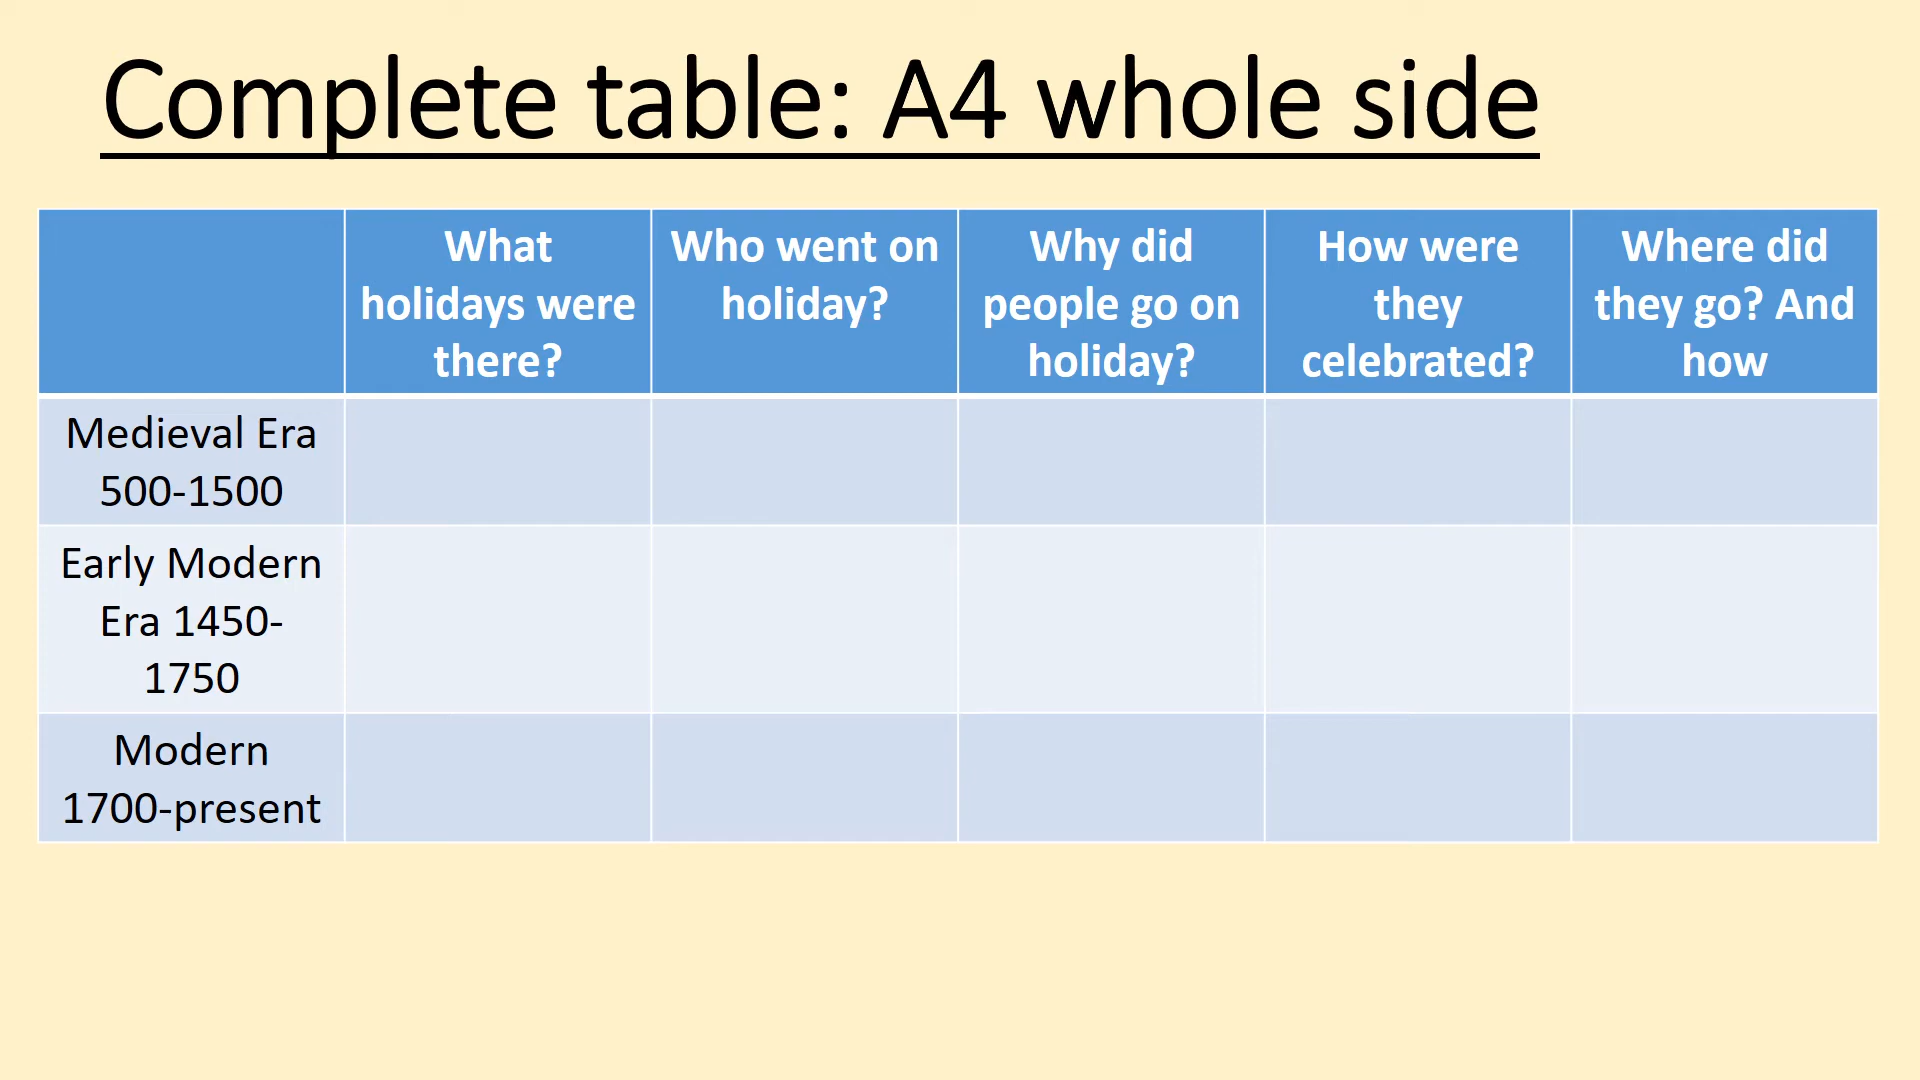 Complete table: A4 whole side
What
holidays were
there?
Who went on
holiday?
Why did
people go on
holiday?
How were
they
celebrated?
Where did
they go? And
how
Medieval Era
500-1500
Early Modern
Era 1450-
1750
Modern
1700-present